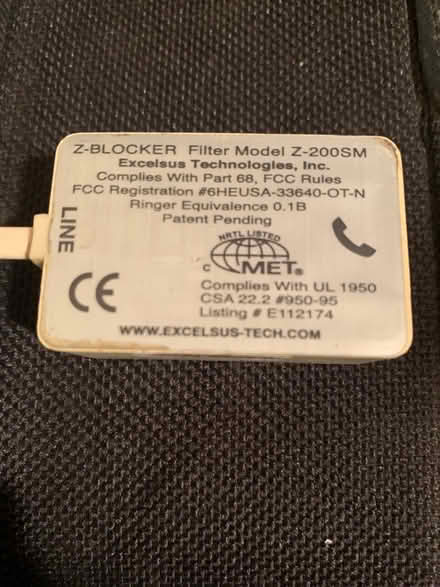 Z-BLOCKER Filter Model Z-200SM
Excelsus Technologies, Inc.
Complies With Part 68, FCC Rules
FCC Registration #6HEUSA-33640-OT-N
Ringer Equivalence 0.1B
Patent Pending
LINE
NRTL LISTED
C MET®
CE
Complies With UL 1950
CSA 22.2 #950-95
Listing # E112174
WWW.EXCELSUS-TECH.COM